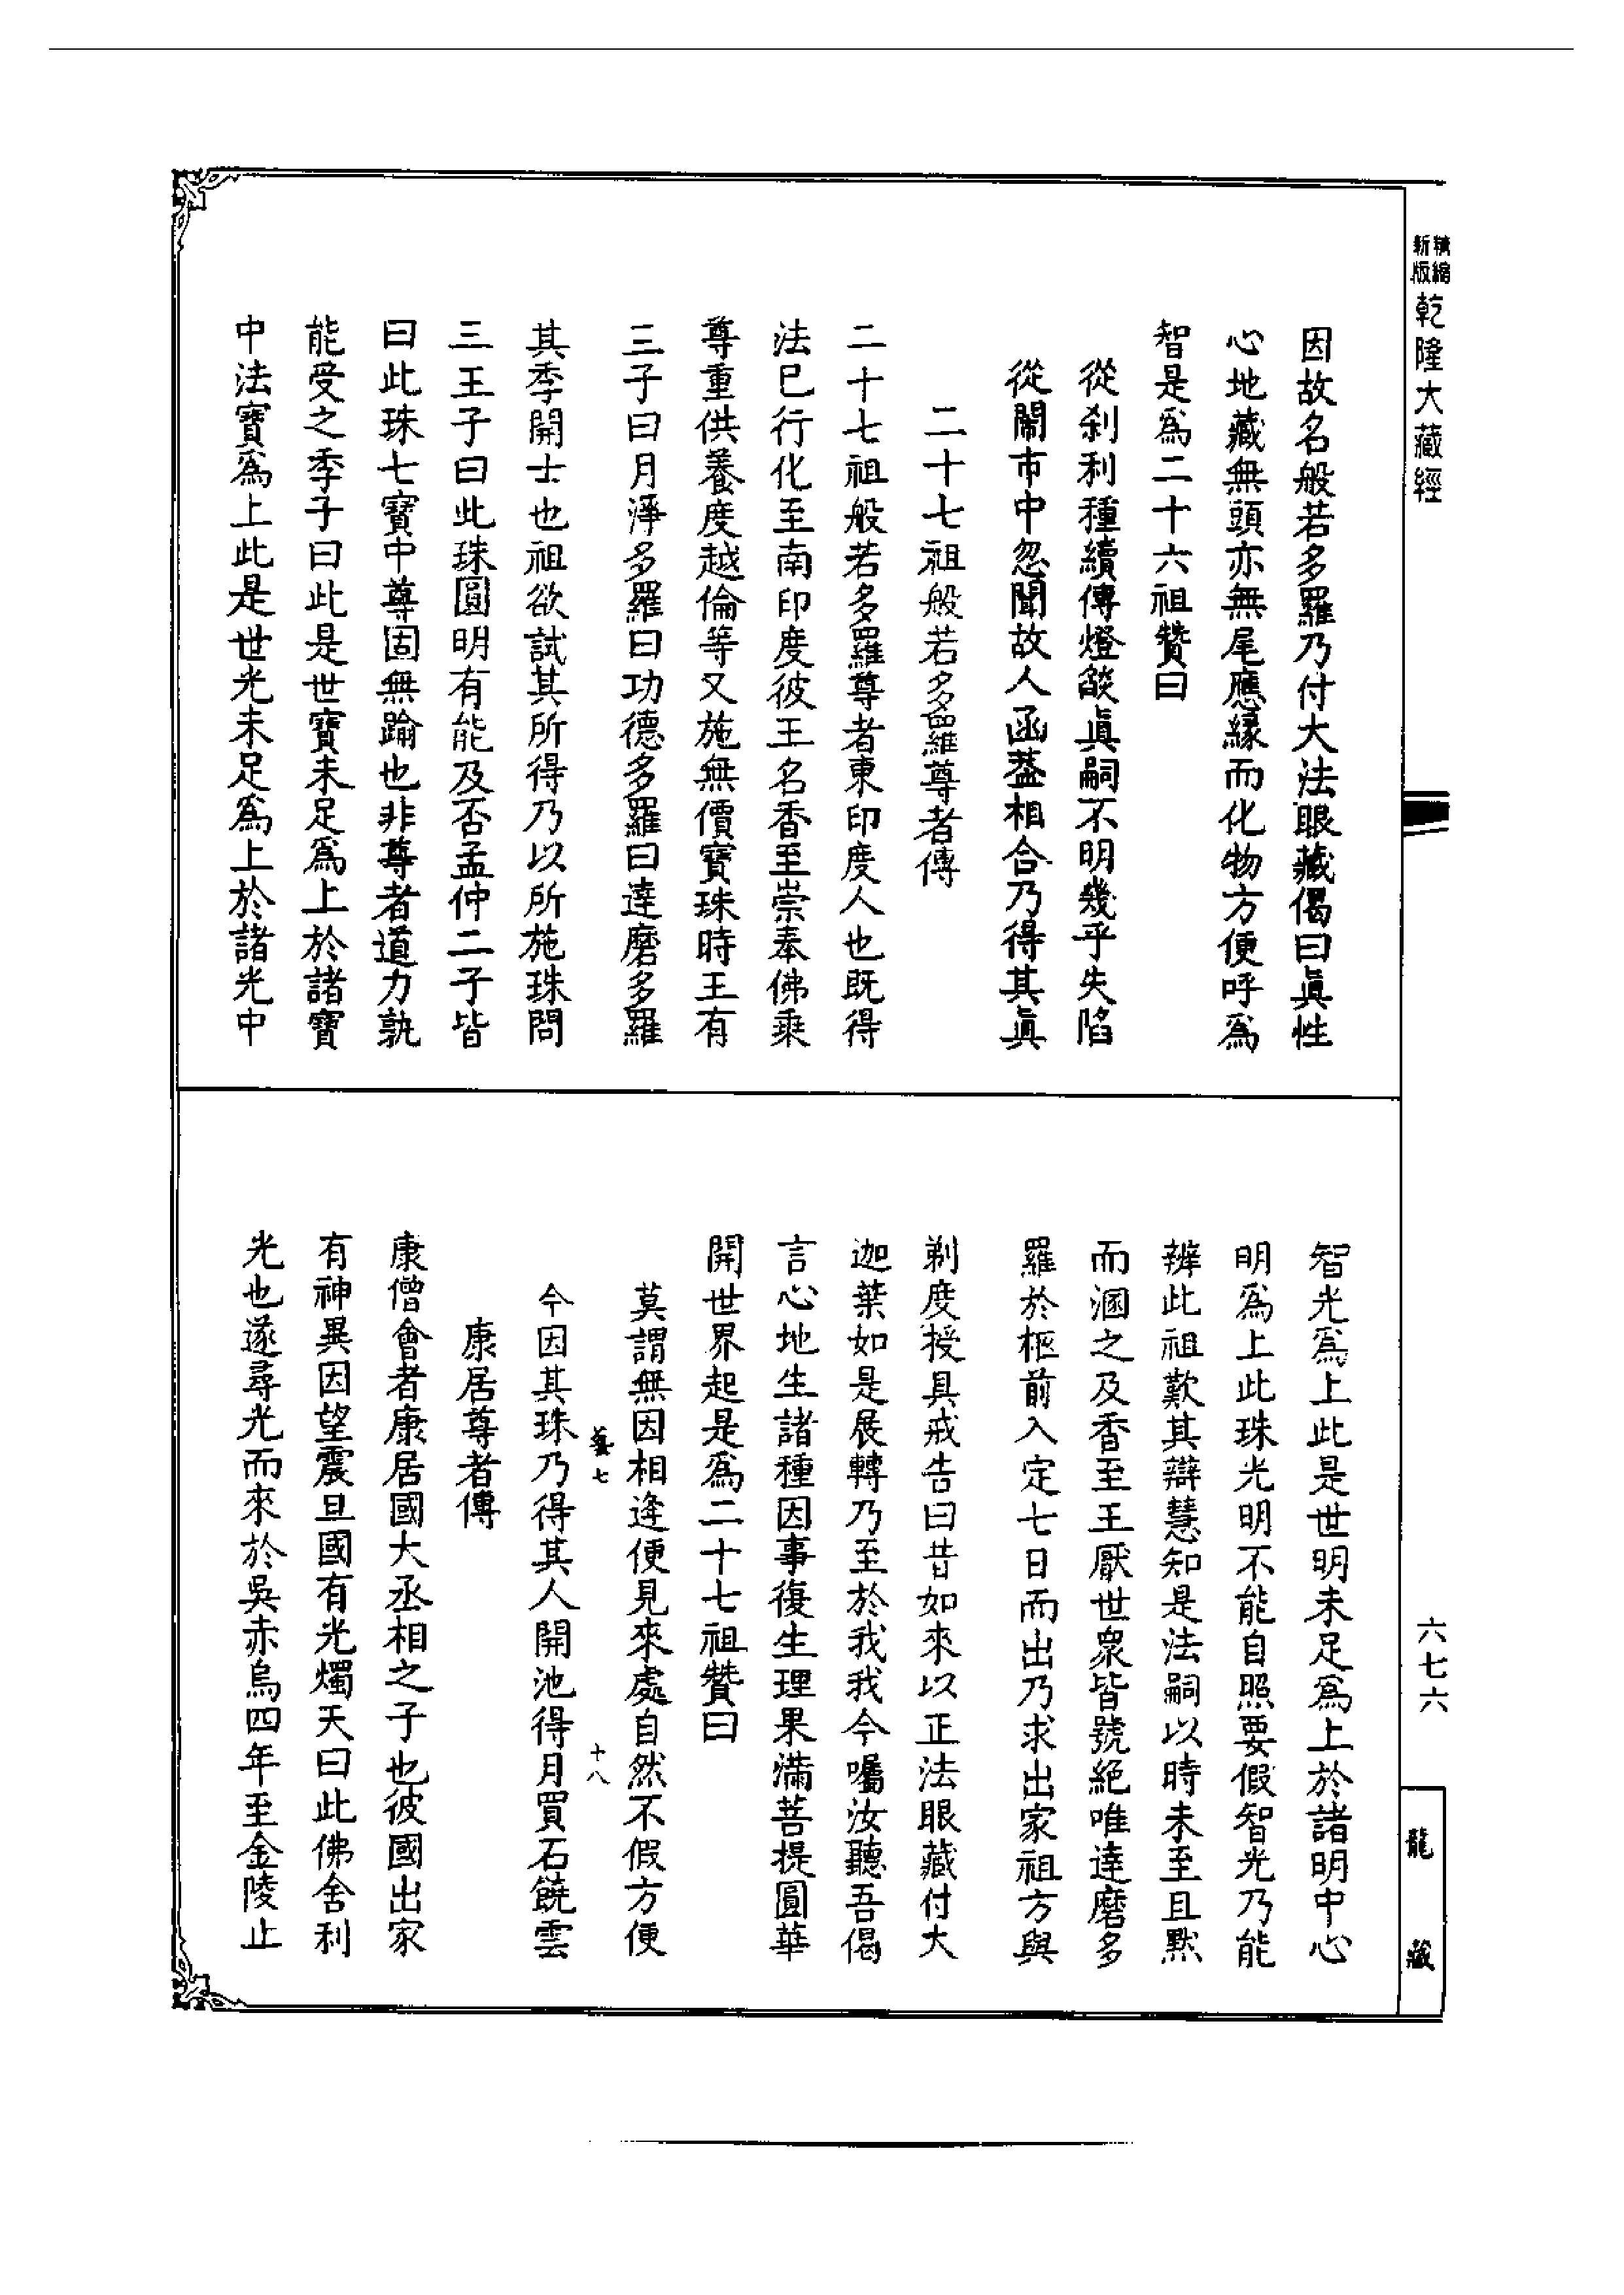 精縮新版乾隆大藏經
因故名般若多羅乃付大法眼藏偈曰眞性
心地藏無頭亦無尾應緣而化物方便呼爲
智是爲二十六祖贊曰
從剎利種續傳燈燄眞嗣不明幾乎失陷
從閙市中忽聞故人函葢相合乃得其眞
二十七祖般若多羅尊者傳
二十七祖般若多羅尊者東印度人也既得
法巳行化至南印度彼王名香至崇奉佛乘
尊重供養度越倫等又施無價寶珠時王有
三子曰月淨多羅曰功德多羅曰達磨多羅
其季開士也祖欲試其所得乃以所施珠問
三王子曰此珠圓明有能及否孟仲二子皆
曰此珠七寶中尊固無踰也非尊者道力孰
能受之季子曰此是世寶未足爲上於諸寶
中法寶爲上此是世光未足爲上於諸光中
智光爲上此是世明未足爲上於諸明中心
明爲上此珠光明不能自照要假智光乃能
辨此祖歎其辯慧知是法嗣以時未至且默
而溷之及香至王厭世衆皆號絕唯達磨多
羅於柩前入定七日而出乃求出家祖方與
剃度授具戒告曰昔如來以正法眼藏付大
迦葉如是展轉乃至於我我今囑汝聽吾偈
言心地生諸種因事復生理果滿菩提圓華
開世界起是爲二十七祖贊曰
莫謂無因相逢便見來處自然不假方便
藝七
十八
今因其珠乃得其人開池得月買石饒雲
康居尊者傳
康僧會者康居國大丞相之子也彼國出家
有神異因望震旦國有光燭天曰此佛舍利
光也遂尋光而來於吳赤烏四年至金陵止
六七六
龍藏